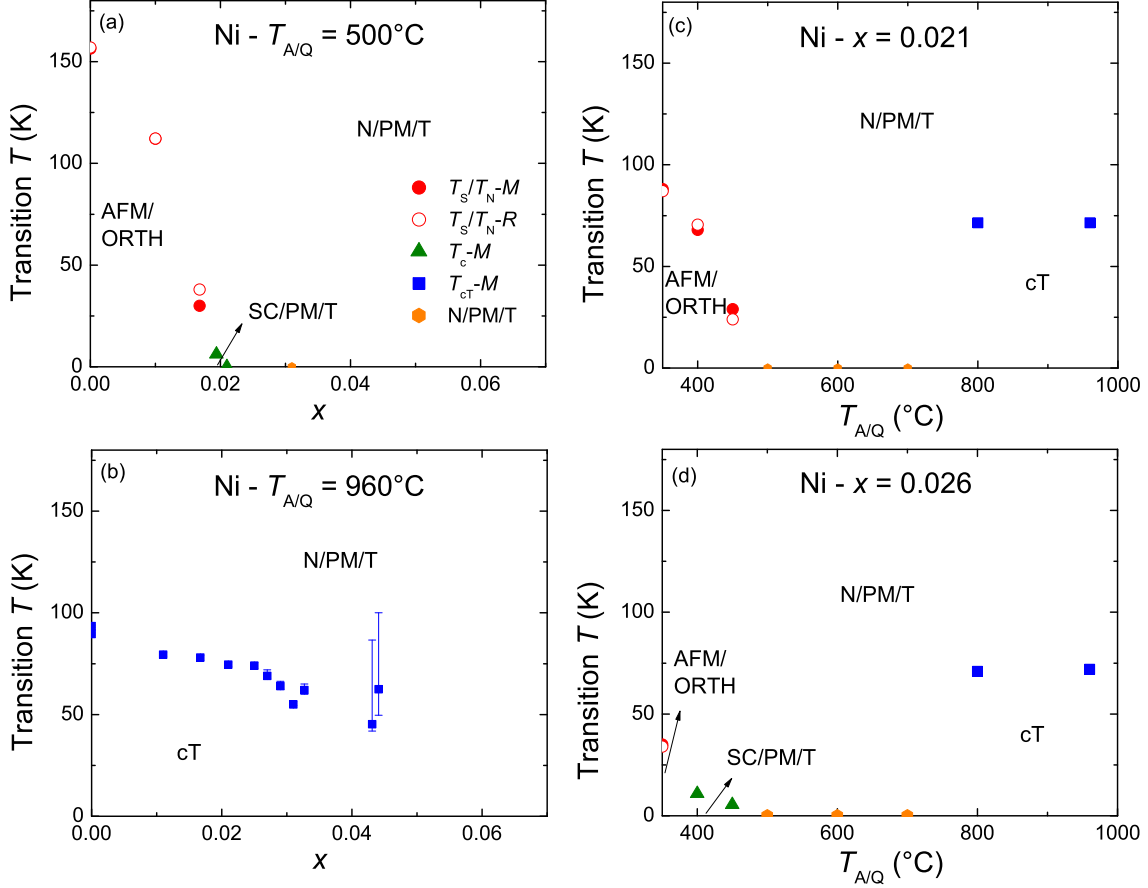 (a)
Ni - T_A/Q = 500°C
Transition T (K)
150
100
50
0
N/PM/T
AFM/
ORTH
T_S/T_N-M
T_S/T_N-R
T_c-M
T_cT-M
N/PM/T
SC/PM/T
0.00
0.02
0.04
0.06
x
(c)
Ni - x = 0.021
Transition T (K)
150
100
50
0
N/PM/T
AFM/
ORTH
cT
400
600
800
1000
T_A/Q (°C)
(b)
Ni - T_A/Q = 960°C
Transition T (K)
150
100
50
0
N/PM/T
cT
0.00
0.02
0.04
0.06
x
(d)
Ni - x = 0.026
Transition T (K)
150
100
50
0
N/PM/T
AFM/
ORTH
SC/PM/T
cT
400
600
800
1000
T_A/Q (°C)